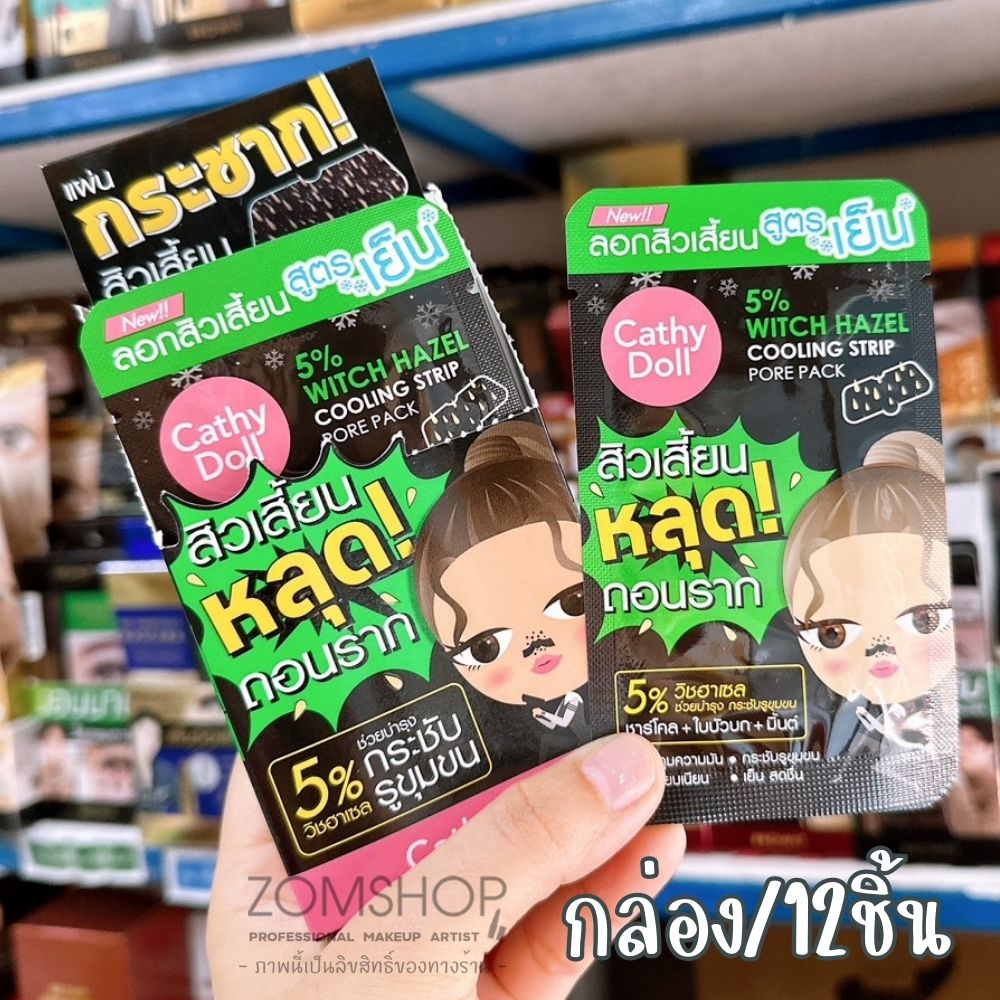 แผ่น
กระชาก!
สิวเสี้ยน
New!!
ลอกสิวเสี้ยน
สูตรเย็น
5%
WITCH HAZEL
COOLING STRIP
PORE PACK
Cathy
Doll
สิวเสี้ยน
หลุด!
ถอนราก
5%
วิชฮาเซล
ช่วยบำรุง
กระชับ
รูขุมขน
New!!
ลอกสิวเสี้ยน
สูตรเย็น
Cathy
Doll
5%
WITCH HAZEL
COOLING STRIP
PORE PACK
สิวเสี้ยน
หลุด!
ถอนราก
5% วิชฮาเซล
ช่วยบำรุง กระชับรูขุมขน
ชาร์โคล + ใบบัวบก + มิ้นต์
• กระชับรูขุมขน
• เย็น สดชื่น
ZOMSHOP
PROFESSIONAL MAKEUP ARTIST
- ภาพนี้เป็นลิขสิทธิ์ของทางร้าน -
กล่อง/12ชิ้น